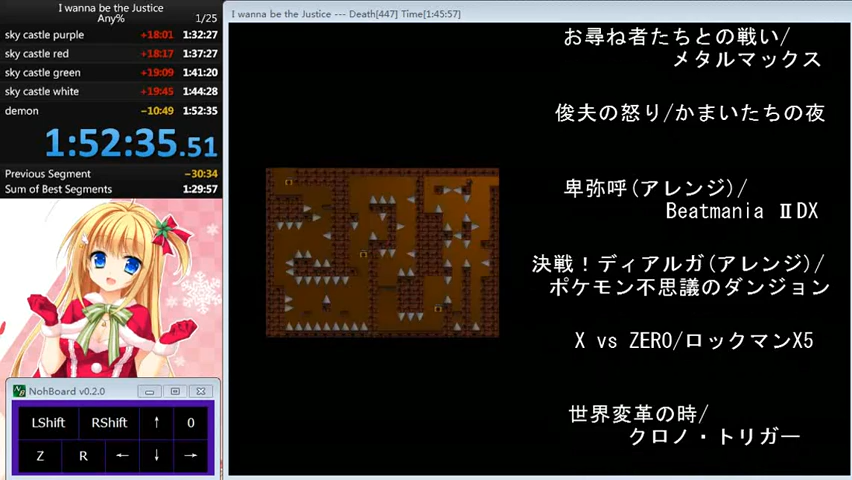 I wanna be the Justice
Any%
1/25
sky castle purple +18:01 1:32:27
sky castle red +18:17 1:37:27
sky castle green +19:09 1:41:20
sky castle white +19:45 1:44:28
demon −10:49 1:52:35
1:52:35.51
Previous Segment −30:34
Sum of Best Segments 1:29:57
NohBoard v0.2.0
LShift RShift ↑ 0
Z R ← ↓ →
I wanna be the Justice --- Death[447] Time[1:45:57]
お尋ね者たちとの戦い/
メタルマックス
俊夫の怒り/かまいたちの夜
卑弥呼(アレンジ)/
Beatmania ⅡDX
決戦!ディアルガ(アレンジ)/
ポケモン不思議のダンジョン
X vs ZERO/ロックマンX5
世界変革の時/
クロノ・トリガー